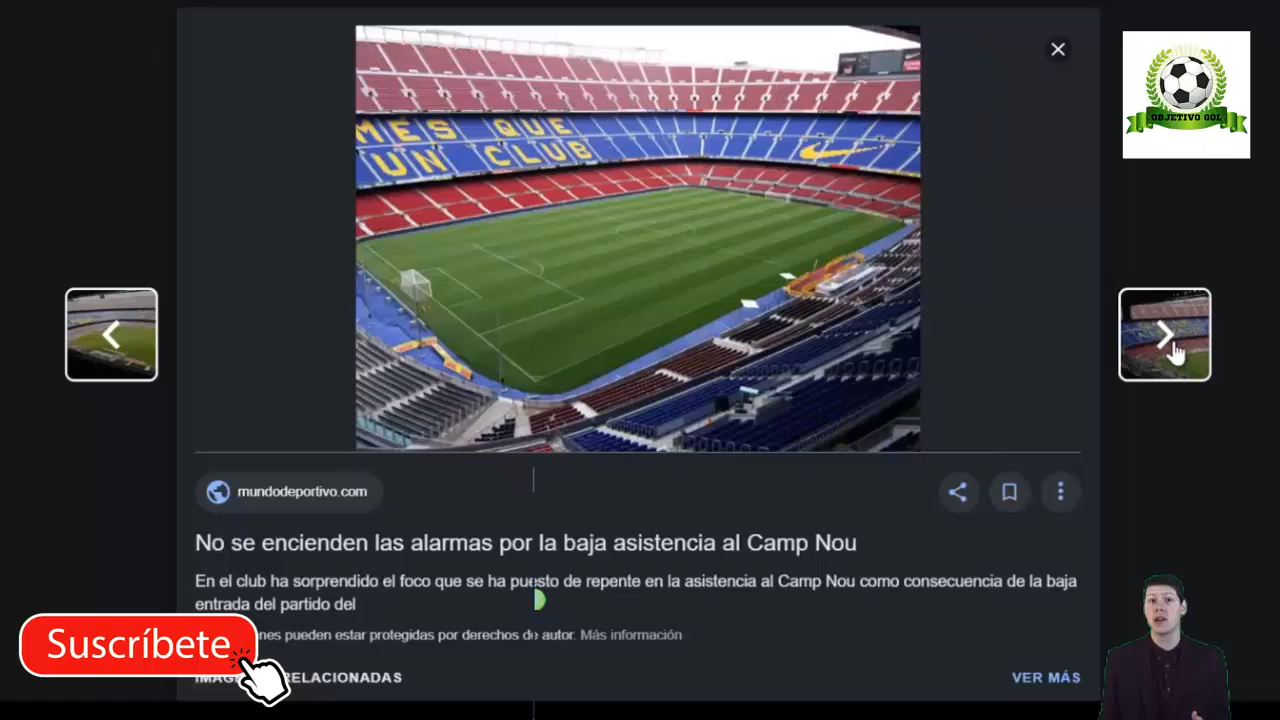 MÉS QUE
UN CLUB
OBJETIVO GOL
mundodeportivo.com
No se encienden las alarmas por la baja asistencia al Camp Nou
En el club ha sorprendido el foco que se ha puesto de repente en la asistencia al Camp Nou como consecuencia de la baja
entrada del partido del
nes pueden estar protegidas por derechos de autor. Más información
Suscríbete
IMÁGE RELACIONADAS
VER MÁS